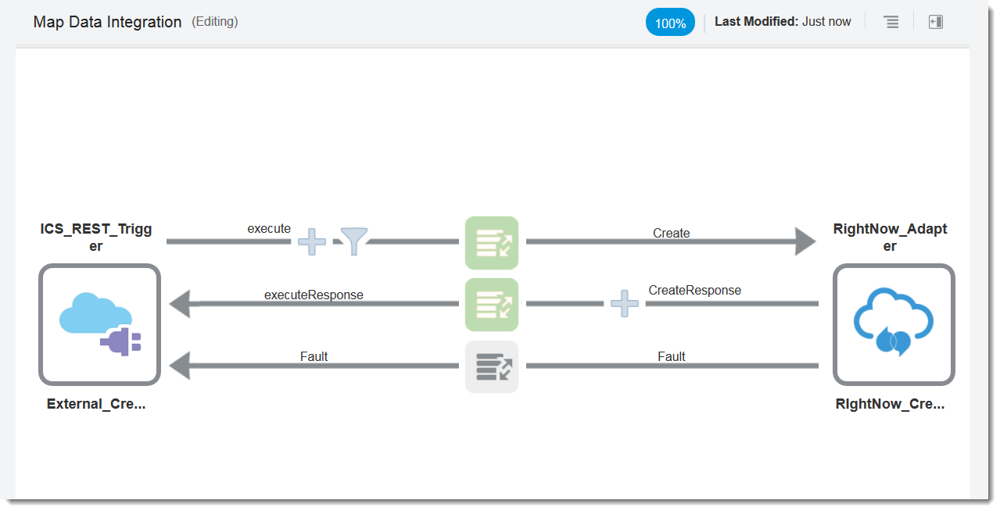 Map Data Integration (Editing) 100% Last Modified: Just now
ICS_REST_Trigg
er
execute
Create
RightNow_Adapt
er
executeResponse
CreateResponse
Fault
Fault
External_Cre...
RIghtNow_Cre...